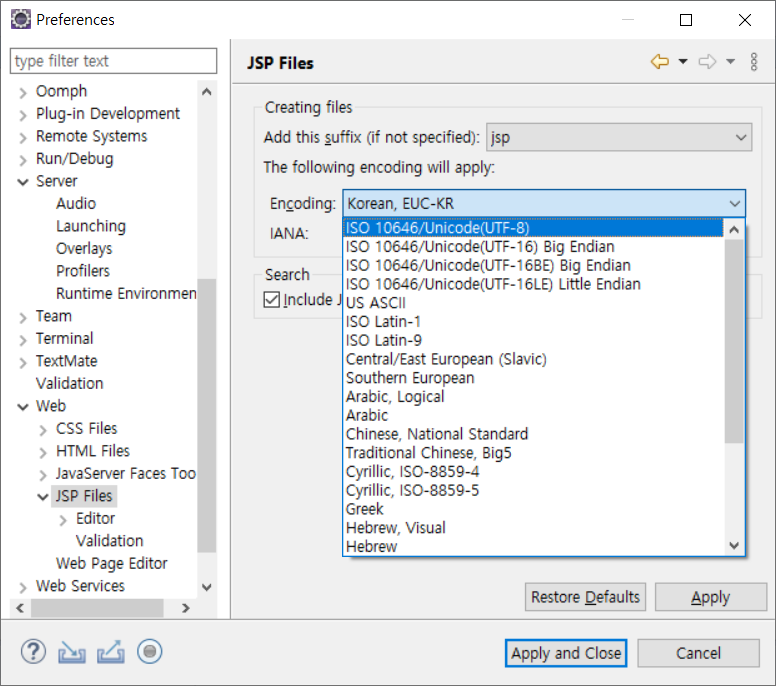 Preferences
type filter text
Oomph
Plug-in Development
Remote Systems
Run/Debug
Server
Audio
Launching
Overlays
Profilers
Runtime Environmen
Team
Terminal
TextMate
Validation
Web
CSS Files
HTML Files
JavaServer Faces Too
JSP Files
Editor
Validation
Web Page Editor
Web Services
JSP Files
Creating files
Add this suffix (if not specified): jsp
The following encoding will apply:
Encoding: Korean, EUC-KR
IANA:
Search
Include J
ISO 10646/Unicode(UTF-8)
ISO 10646/Unicode(UTF-16) Big Endian
ISO 10646/Unicode(UTF-16BE) Big Endian
ISO 10646/Unicode(UTF-16LE) Little Endian
US ASCII
ISO Latin-1
ISO Latin-9
Central/East European (Slavic)
Southern European
Arabic, Logical
Arabic
Chinese, National Standard
Traditional Chinese, Big5
Cyrillic, ISO-8859-4
Cyrillic, ISO-8859-5
Greek
Hebrew, Visual
Hebrew
Restore Defaults
Apply
Apply and Close
Cancel